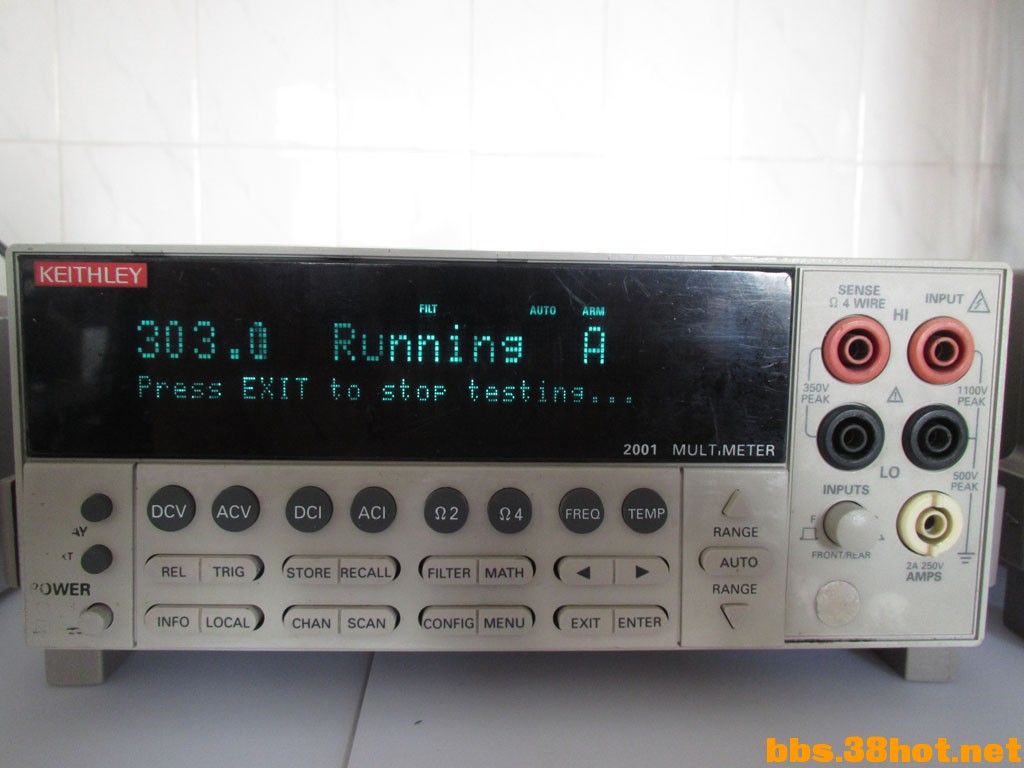 KEITHLEY
FILT AUTO ARM
303.0 Running A
Press EXIT to stop testing...
2001 MULTIMETER
SENSE
Ω 4 WIRE
HI
INPUT
350V
PEAK
1100V
PEAK
LO
500V
PEAK
INPUTS
FRONT/REAR
2A 250V
AMPS
DCV ACV DCI ACI Ω2 Ω4 FREQ TEMP
RANGE
AUTO
RANGE
REL TRIG STORE RECALL FILTER MATH
POWER
INFO LOCAL CHAN SCAN CONFIG MENU EXIT ENTER
bbs.38hot.net